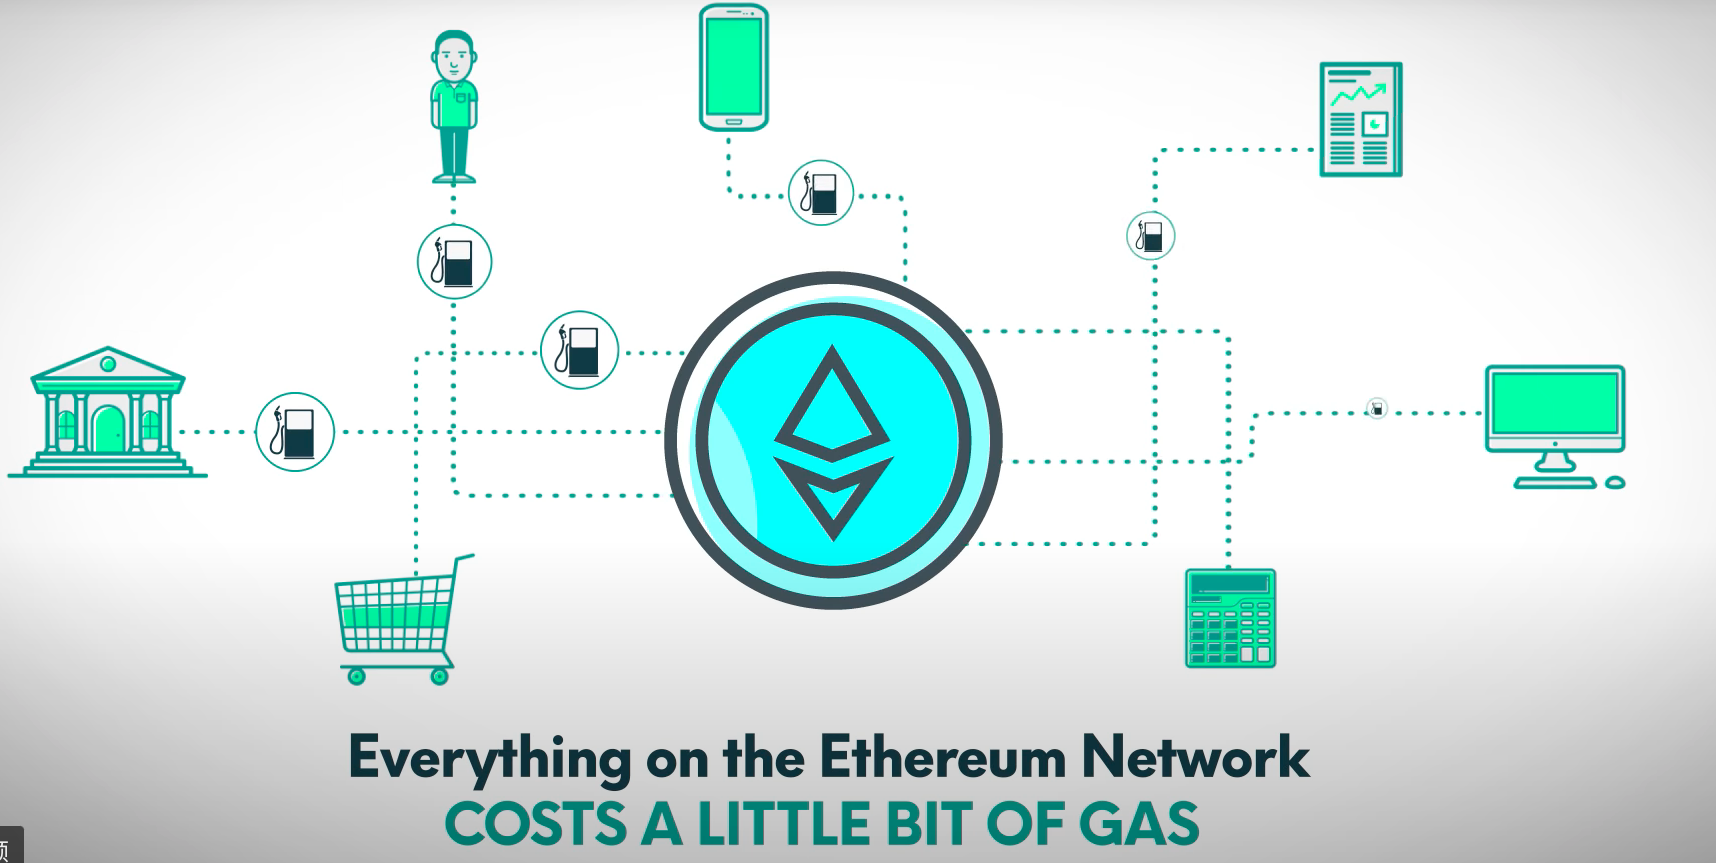 Everything on the Ethereum Network
COSTS A LITTLE BIT OF GAS